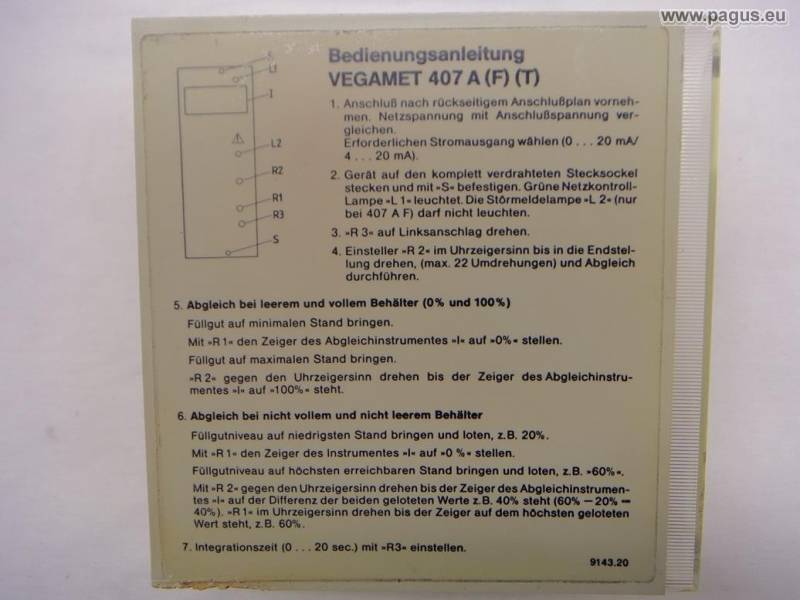 www.pagus.eu
Bedienungsanleitung
VEGAMET 407 A (F) (T)
S
L1
I
L2
R2
R1
R3
S
1. Anschluß nach rückseitigem Anschlußplan vorneh-
men. Netzspannung mit Anschlußspannung ver-
gleichen.
Erforderlichen Stromausgang wählen (0 . . . 20 mA/
4 . . . 20 mA).
2. Gerät auf den komplett verdrahteten Stecksockel
stecken und mit »S« befestigen. Grüne Netzkontroll-
Lampe »L 1« leuchtet. Die Störmeldelampe »L 2« (nur
bei 407 A F) darf nicht leuchten.
3. »R 3« auf Linksanschlag drehen.
4. Einsteller »R 2« im Uhrzeigersinn bis in die Endstel-
lung drehen, (max. 22 Umdrehungen) und Abgleich
durchführen.
5. Abgleich bei leerem und vollem Behälter (0% und 100%)
Füllgut auf minimalen Stand bringen.
Mit »R 1« den Zeiger des Abgleichinstrumentes »I« auf »0%« stellen.
Füllgut auf maximalen Stand bringen.
»R 2« gegen den Uhrzeigersinn drehen bis der Zeiger des Abgleichinstru-
mentes »I« auf »100%« steht.
6. Abgleich bei nicht vollem und nicht leerem Behälter
Füllgutniveau auf niedrigsten Stand bringen und loten, z.B. 20%.
Mit »R 1« den Zeiger des Instrumentes »I« auf »0 %« stellen.
Füllgutniveau auf höchsten erreichbaren Stand bringen und loten, z.B. »60%«.
Mit »R 2« gegen den Uhrzeigersinn drehen bis der Zeiger des Abgleichinstrumen-
tes »I« auf der Differenz der beiden geloteten Werte z.B. 40% steht (60% – 20% =
40%). »R 1« im Uhrzeigersinn drehen bis der Zeiger auf dem höchsten geloteten
Wert steht, z.B. 60%.
7. Integrationszeit (0 . . . 20 sec.) mit »R3« einstellen.
9143.20